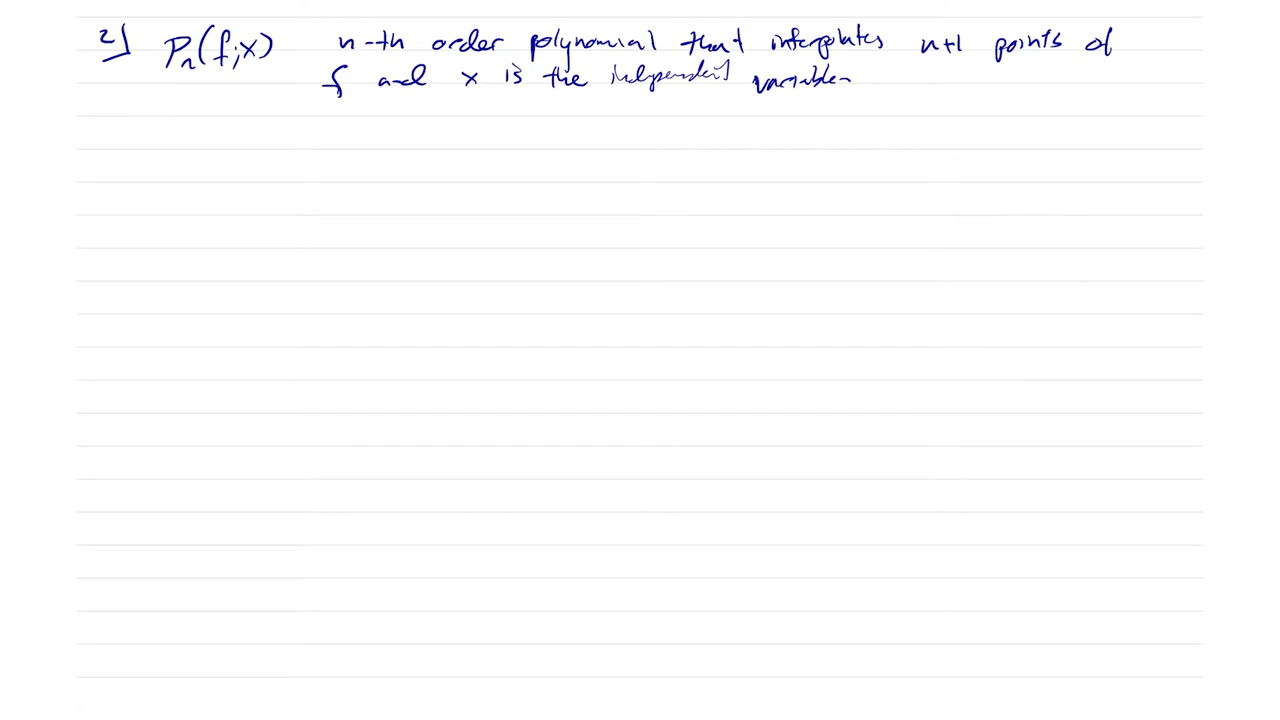 2] Pn(f;x) n-th order polynomial that interpolates n+1 points of
f and x is the independent variable